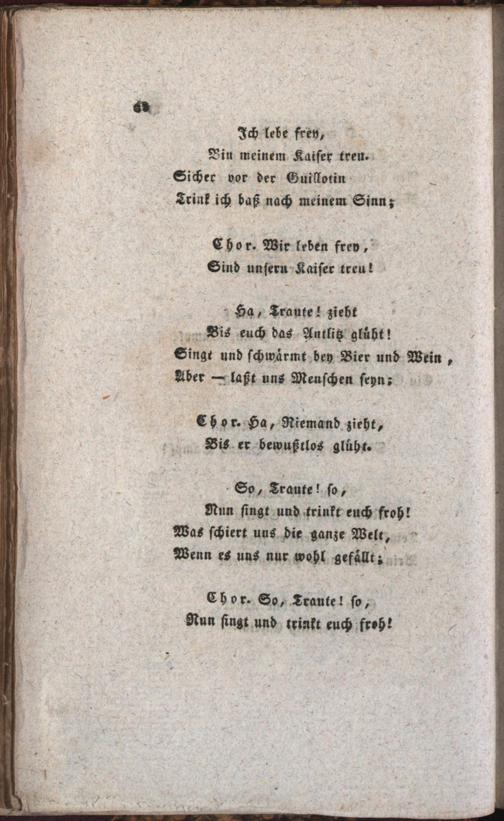 68
Ich lebe frey,
Bin meinem Kaiser treu.
Sicher vor der Guillotin
Trink ich baß nach meinem Sinn;
Chor. Wir leben frey,
Sind unsern Kaiser treu!
Ha, Traute! zieht
Bis euch das Antlitz glüht!
Singt und schwärmt bey Bier und Wein,
Aber — laßt uns Menschen seyn;
Chor. Ha, Niemand zieht,
Bis er bewußtlos glüht.
So, Traute! so,
Nun singt und trinkt euch froh!
Was schiert uns die ganze Welt,
Wenn es uns nur wohl gefällt;
Chor. So, Traute! so,
Nun singt und trinkt euch froh!